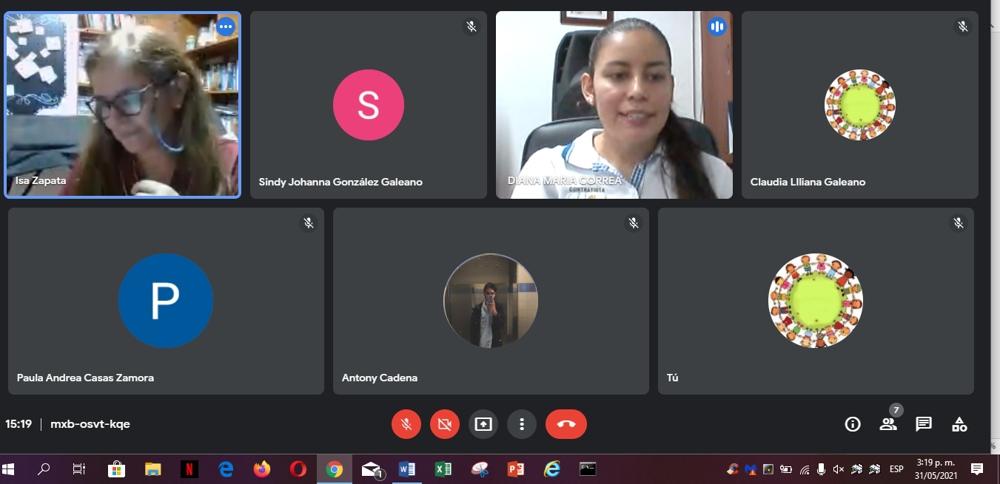 Isa Zapata
S
Sindy Johanna González Galeano
DIANA MARIA CORREA
CONTRATISTA
Claudia LIliana Galeano
P
Paula Andrea Casas Zamora
Antony Cadena
Tú
15:19 | mxb-osvt-kqe
7
%
N
1
ESP
3:19 p. m.
31/05/2021